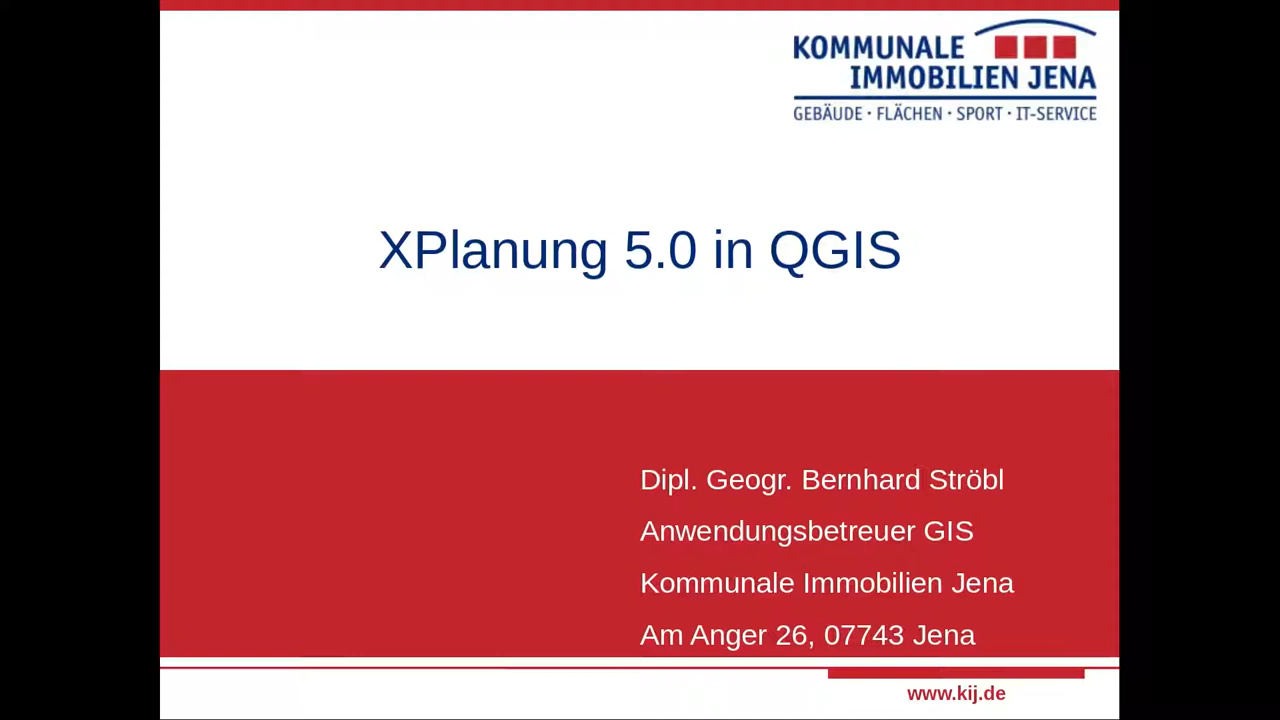 KOMMUNALE
IMMOBILIEN JENA
GEBÄUDE · FLÄCHEN · SPORT · IT-SERVICE
XPlanung 5.0 in QGIS
Dipl. Geogr. Bernhard Ströbl
Anwendungsbetreuer GIS
Kommunale Immobilien Jena
Am Anger 26, 07743 Jena
www.kij.de